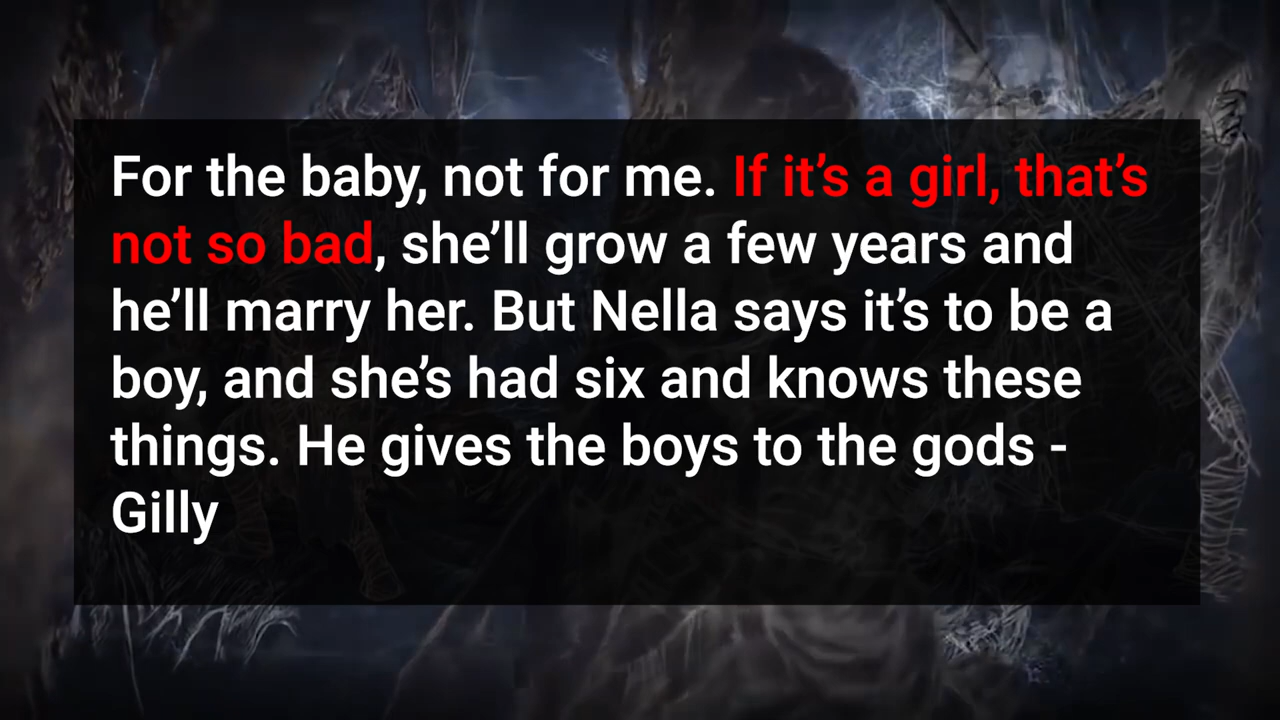 For the baby, not for me. If it’s a girl, that’s
not so bad, she’ll grow a few years and
he’ll marry her. But Nella says it’s to be a
boy, and she’s had six and knows these
things. He gives the boys to the gods -
Gilly